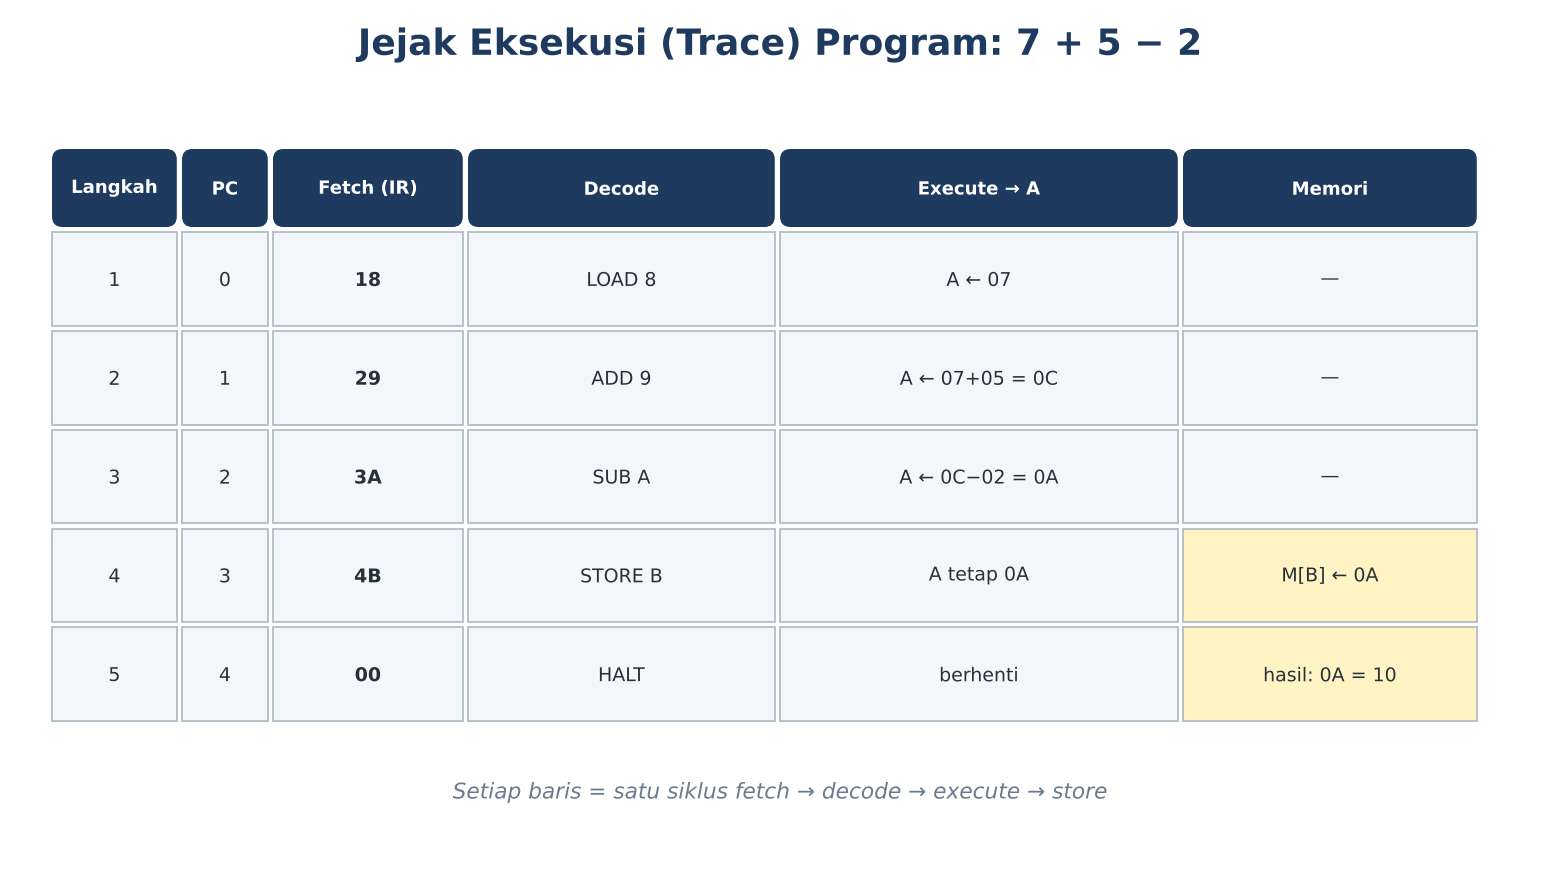 Jejak Eksekusi (Trace) Program: 7 + 5 − 2
Langkah PC Fetch (IR) Decode Execute → A Memori
1 0 18 LOAD 8 A ← 07 —
2 1 29 ADD 9 A ← 07+05 = 0C —
3 2 3A SUB A A ← 0C−02 = 0A —
4 3 4B STORE B A tetap 0A M[B] ← 0A
5 4 00 HALT berhenti hasil: 0A = 10
Setiap baris = satu siklus fetch → decode → execute → store